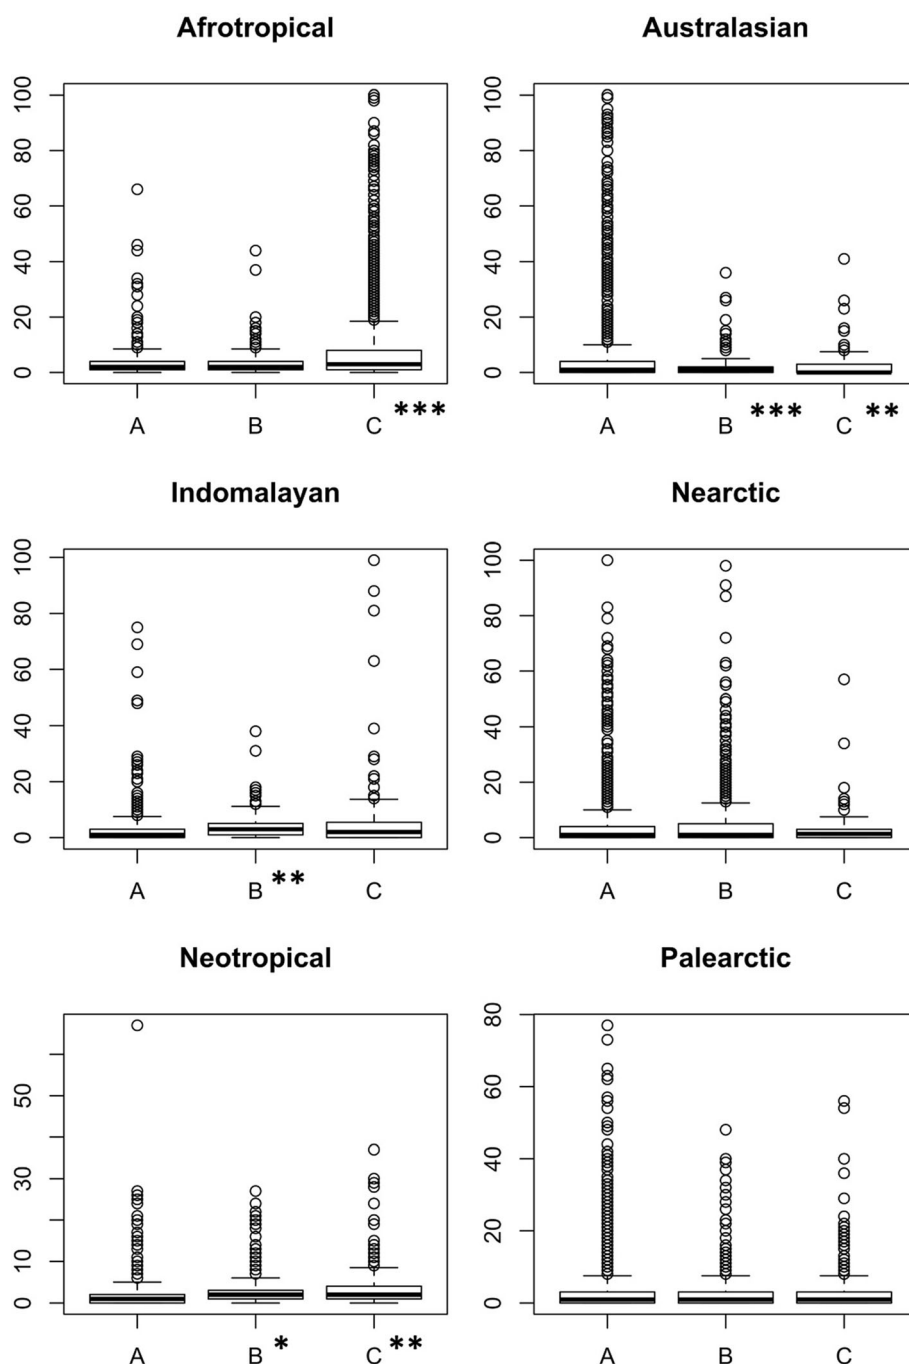 Afrotropical
100
80
60
40
20
0
A B C ***
Australasian
100
80
60
40
20
0
A B *** C **
Indomalayan
100
80
60
40
20
0
A B ** C
Nearctic
100
80
60
40
20
0
A B C
Neotropical
50
30
10
0
A B * C **
Palearctic
80
60
40
20
0
A B C